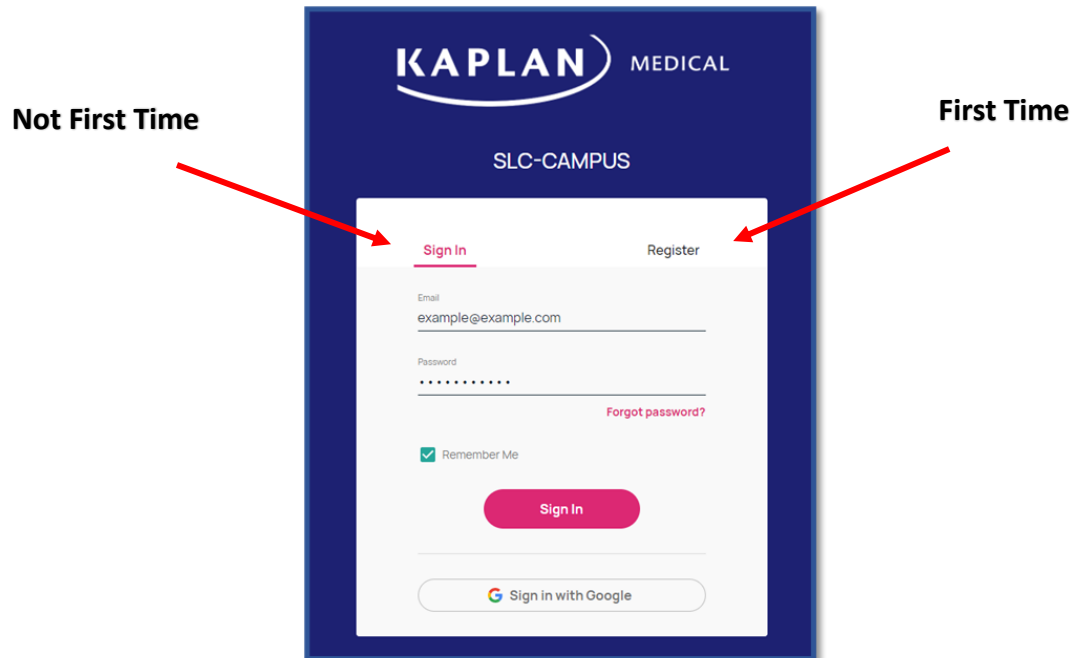 KAPLAN MEDICAL
Not First Time
First Time
SLC-CAMPUS
Sign In
Register
Email
example@example.com
Password
•••••••••••
Forgot password?
Remember Me
Sign In
Sign in with Google